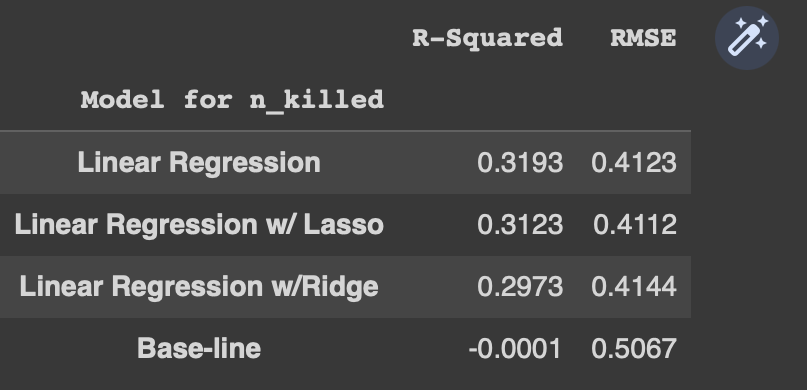 R-Squared RMSE
Model for n_killed
Linear Regression 0.3193 0.4123
Linear Regression w/ Lasso 0.3123 0.4112
Linear Regression w/Ridge 0.2973 0.4144
Base-line -0.0001 0.5067